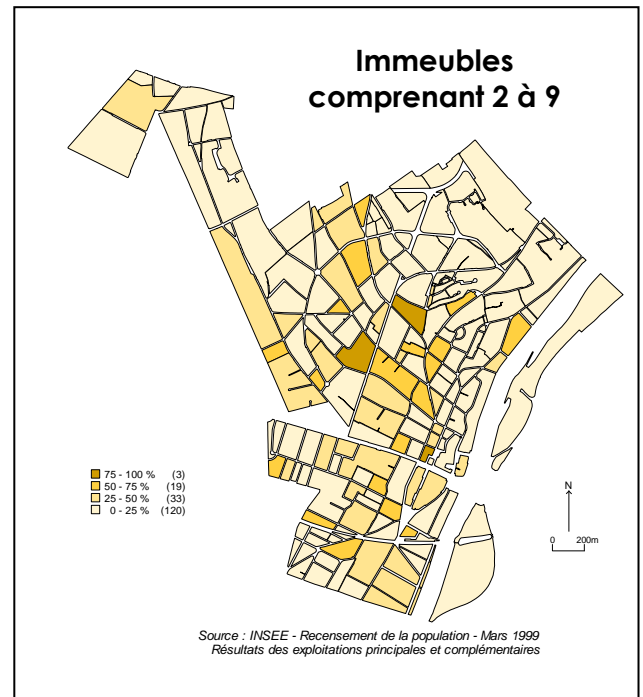 Immeubles
comprenant 2 à 9
75 - 100 % (3)
50 - 75 % (19)
25 - 50 % (33)
0 - 25 % (120)
N
0 200m
Source : INSEE - Recensement de la population - Mars 1999
Résultats des exploitations principales et complémentaires